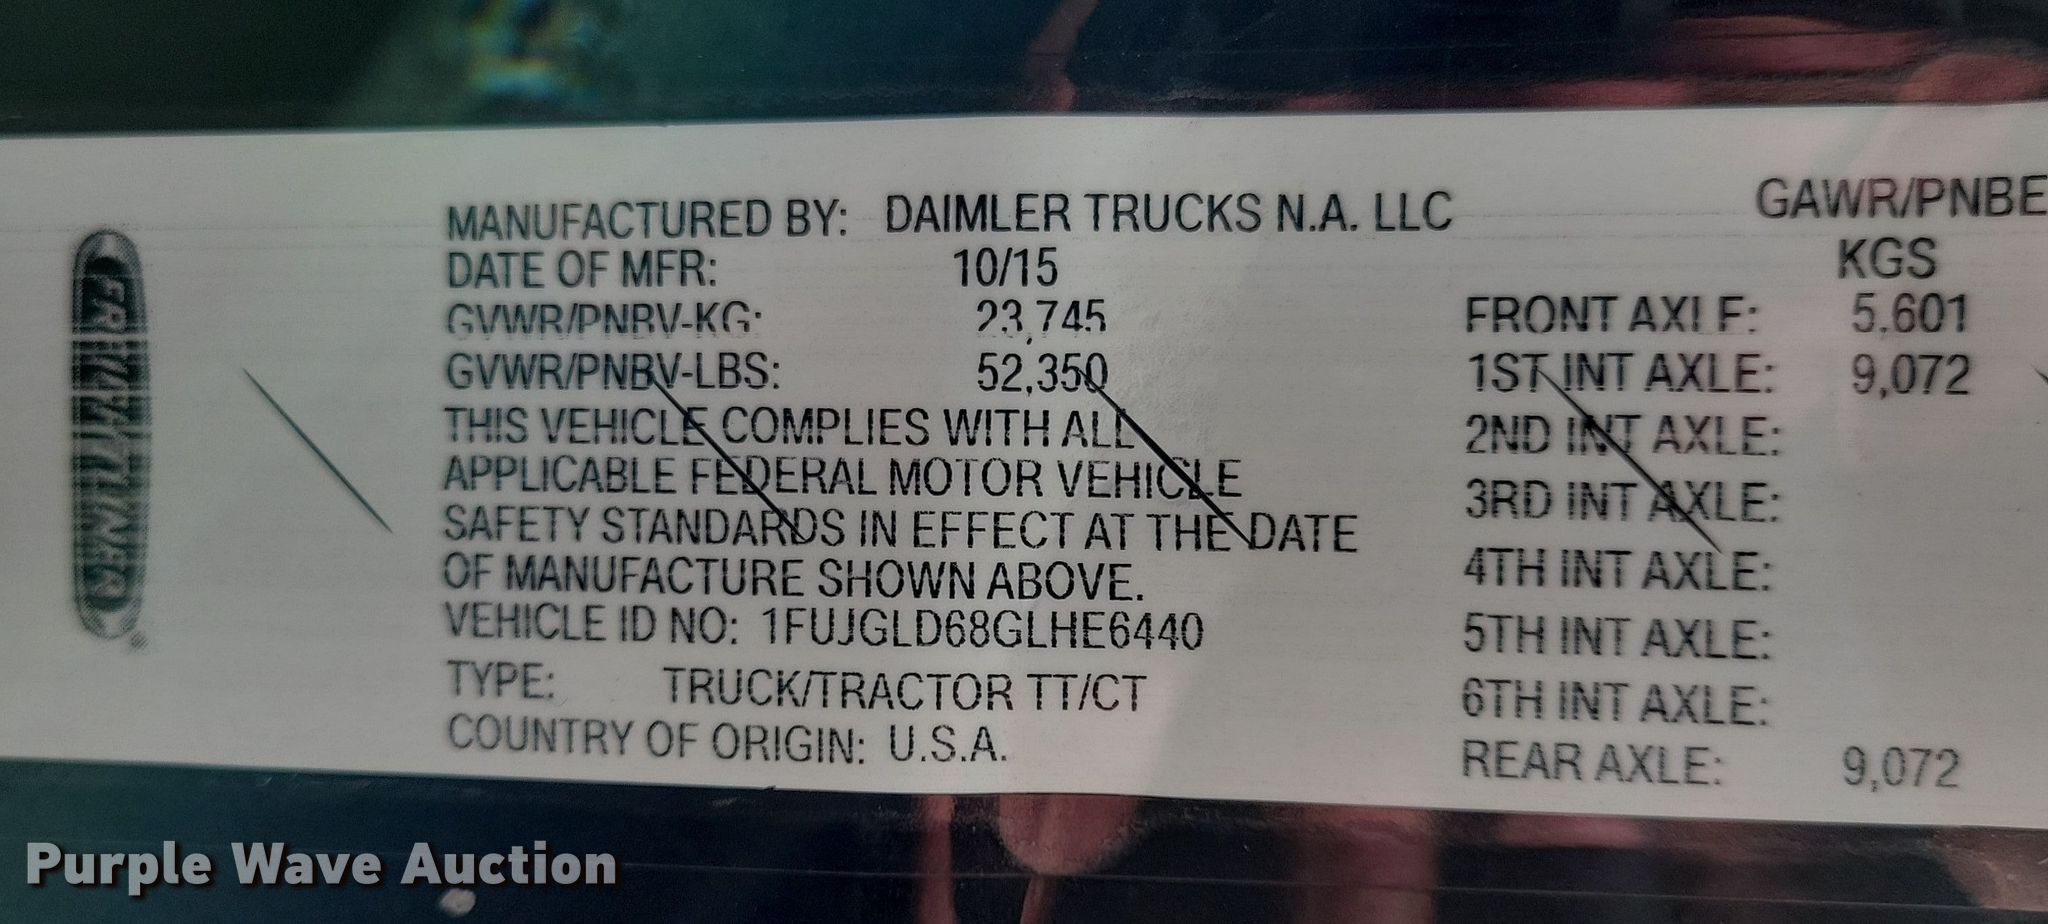 FREIGHTLINER
MANUFACTURED BY: DAIMLER TRUCKS N.A. LLC
DATE OF MFR: 10/15
GVWR/PNBV-KG: 23,745
GVWR/PNBV-LBS: 52,350
THIS VEHICLE COMPLIES WITH ALL
APPLICABLE FEDERAL MOTOR VEHICLE
SAFETY STANDARDS IN EFFECT AT THE DATE
OF MANUFACTURE SHOWN ABOVE.
VEHICLE ID NO: 1FUJGLD68GLHE6440
TYPE: TRUCK/TRACTOR TT/CT
COUNTRY OF ORIGIN: U.S.A.
GAWR/PNBE
KGS
FRONT AXLE: 5,601
1ST INT AXLE: 9,072
2ND INT AXLE:
3RD INT AXLE:
4TH INT AXLE:
5TH INT AXLE:
6TH INT AXLE:
REAR AXLE: 9,072
Purple Wave Auction